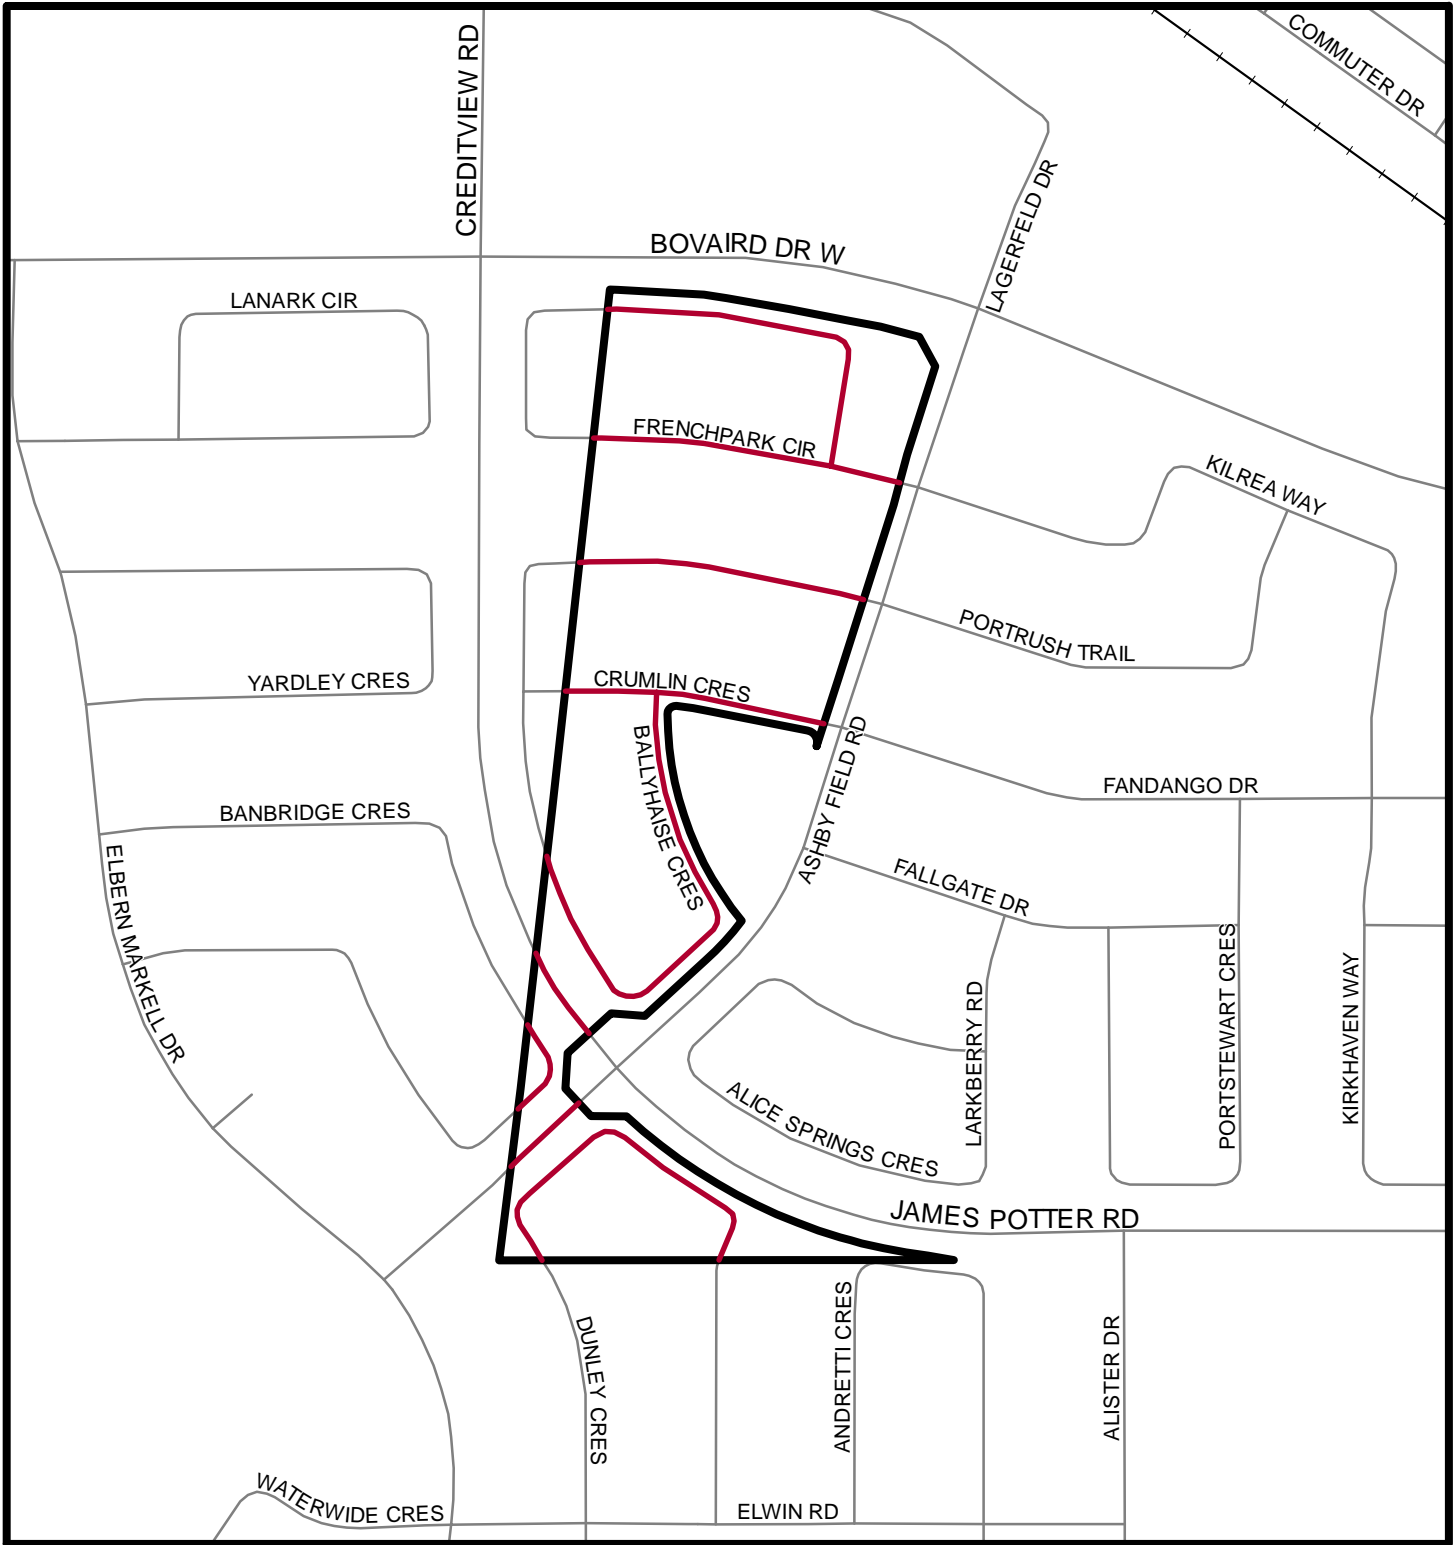 COMMUTER DR
CREDITVIEW RD
LAGERFELD DR
BOVAIRD DR W
LANARK CIR
FRENCHPARK CIR
KILREA WAY
PORTRUSH TRAIL
YARDLEY CRES
CRUMLIN CRES
BALLYHAISE CRES
ASHBY FIELD RD
FANDANGO DR
BANBRIDGE CRES
ELBERN MARKELL DR
FALLGATE DR
PORTSTEWART CRES
KIRKHAVEN WAY
LARKBERRY RD
ALICE SPRINGS CRES
JAMES POTTER RD
DUNLEY CRES
ANDRETTI CRES
ALISTER DR
WATERWIDE CRES
ELWIN RD